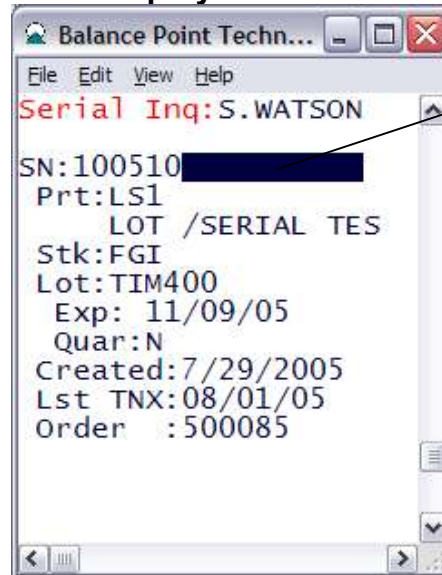 Balance Point Techn...
File Edit View Help
Serial Inq:S.WATSON
SN:100510
Prt:LS1
LOT /SERIAL TES
Stk:FGI
Lot:TIM400
Exp: 11/09/05
Quar:N
Created:7/29/2005
Lst TNX:08/01/05
Order :500085